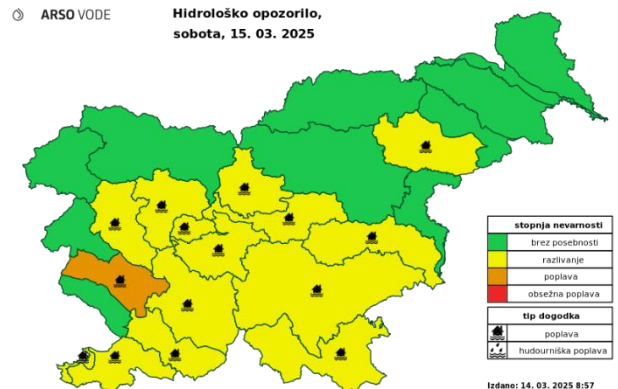 ARSO VODE
Hidrološko opozorilo,
sobota, 15. 03. 2025
stopnja nevarnosti
brez posebnosti
razlivanje
poplava
obsežna poplava
tip dogodka
poplava
hudourniška poplava
Izdano: 14. 03. 2025 8:57